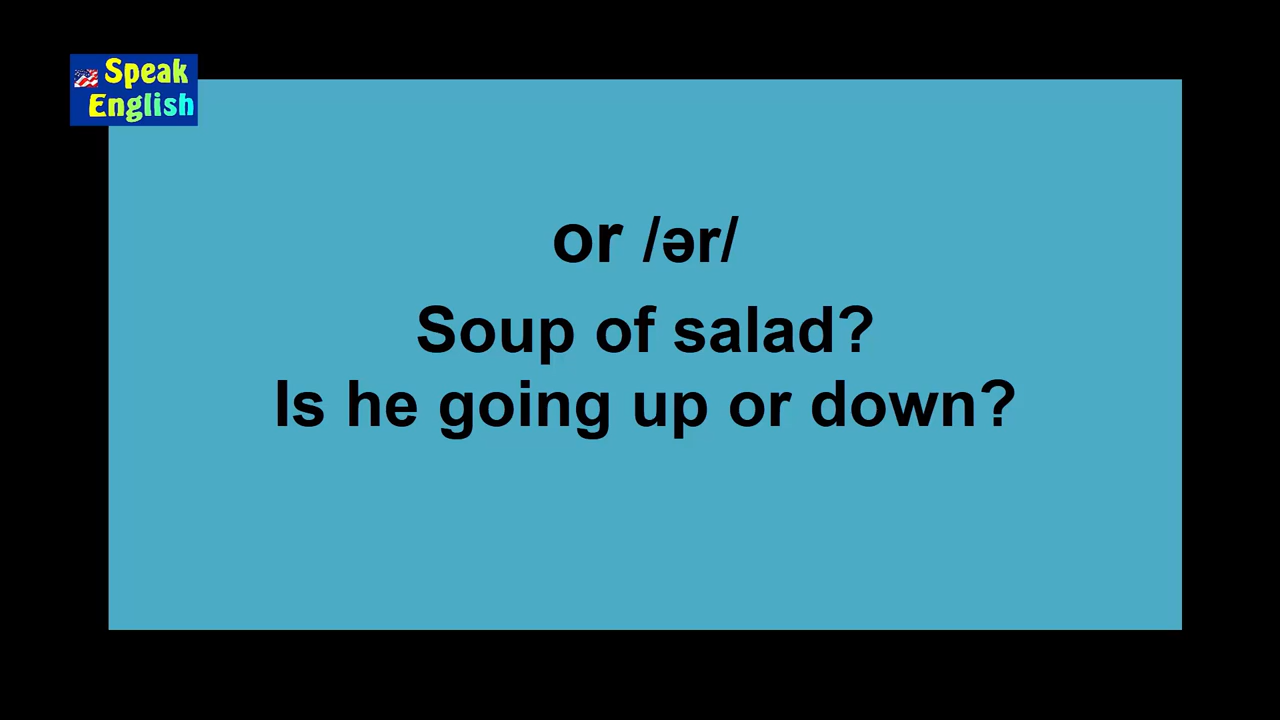 Speak
English
or /ər/
Soup of salad?
Is he going up or down?